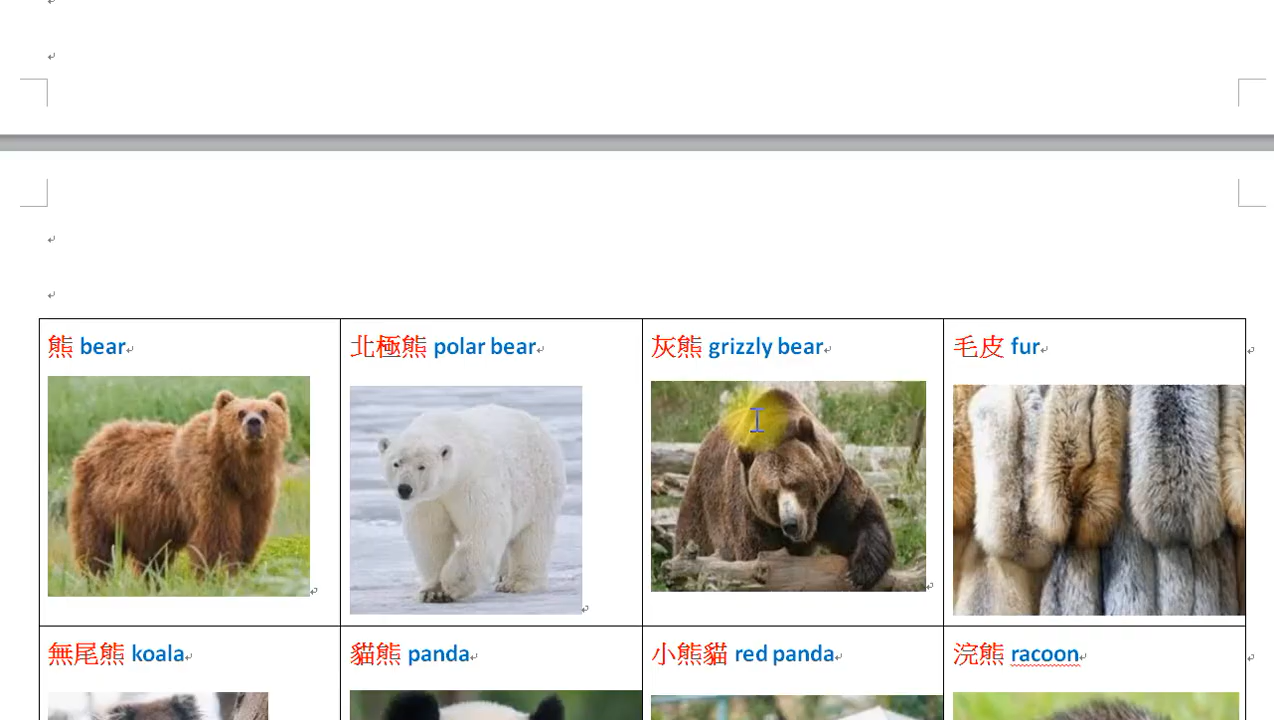 熊 bear
北極熊 polar bear
灰熊 grizzly bear
毛皮 fur
無尾熊 koala
貓熊 panda
小熊貓 red panda
浣熊 racoon